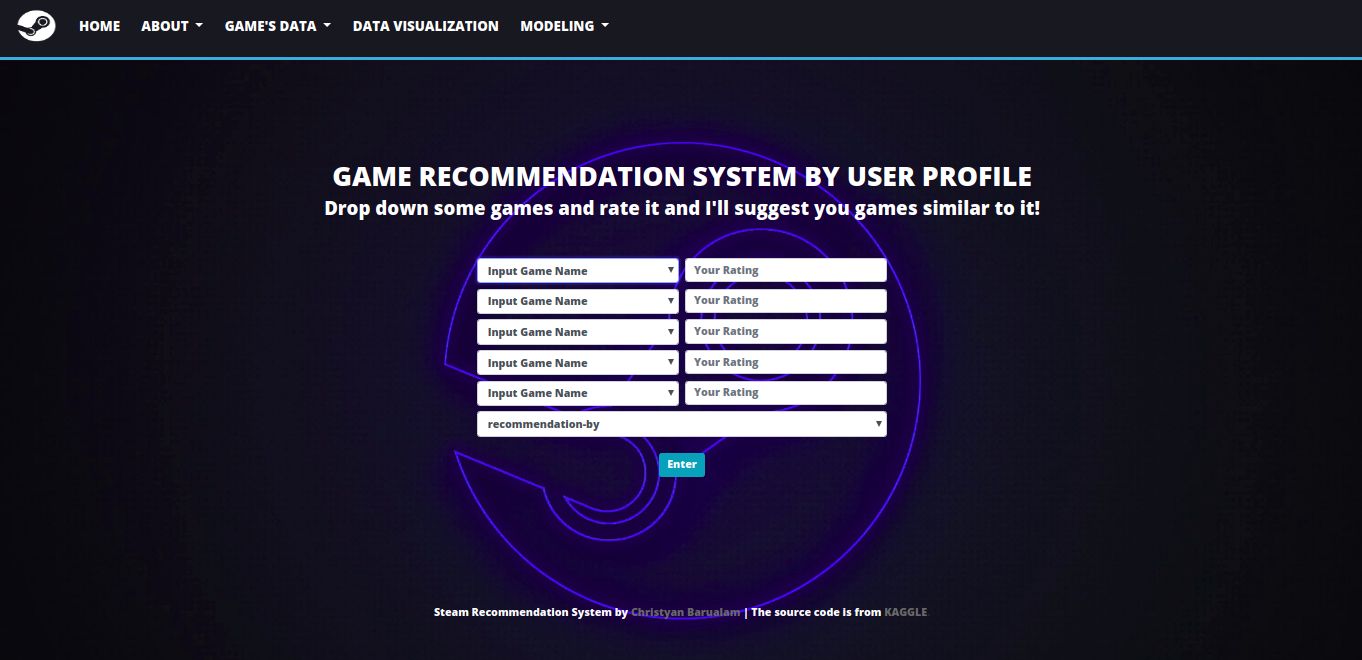 HOME ABOUT GAME'S DATA DATA VISUALIZATION MODELING
GAME RECOMMENDATION SYSTEM BY USER PROFILE
Drop down some games and rate it and I'll suggest you games similar to it!
Input Game Name Your Rating
Input Game Name Your Rating
Input Game Name Your Rating
Input Game Name Your Rating
Input Game Name Your Rating
recommendation-by
Enter
Steam Recommendation System by Christyan Barualam | The source code is from KAGGLE.